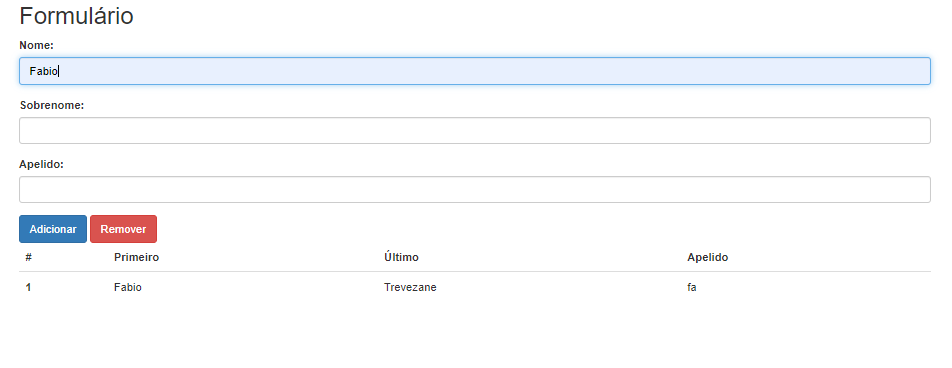 Formulário
Nome:
Fabio
Sobrenome:
Apelido:
Adicionar Remover
# Primeiro Último Apelido
1 Fabio Trevezane fa